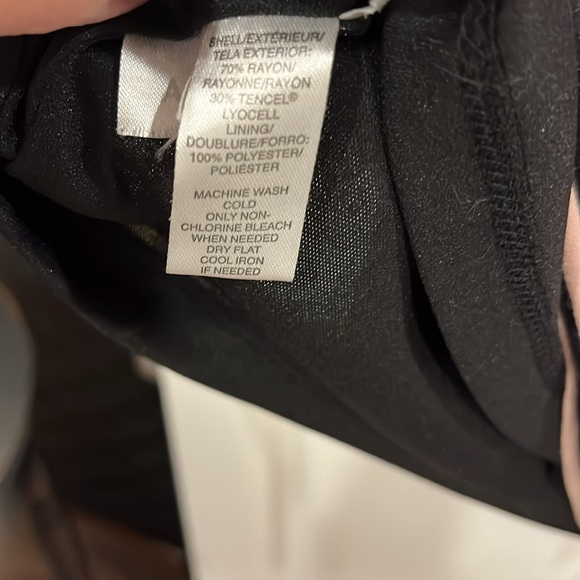 SHELL/EXTÉRIEUR/
TELA EXTERIOR:
70% RAYON/
RAYONNE/RAYÓN
30% TENCEL®
LYOCELL
LINING/
DOUBLURE/FORRO:
100% POLYESTER/
POLIÉSTER
MACHINE WASH
COLD
ONLY NON-
CHLORINE BLEACH
WHEN NEEDED
DRY FLAT
COOL IRON
IF NEEDED